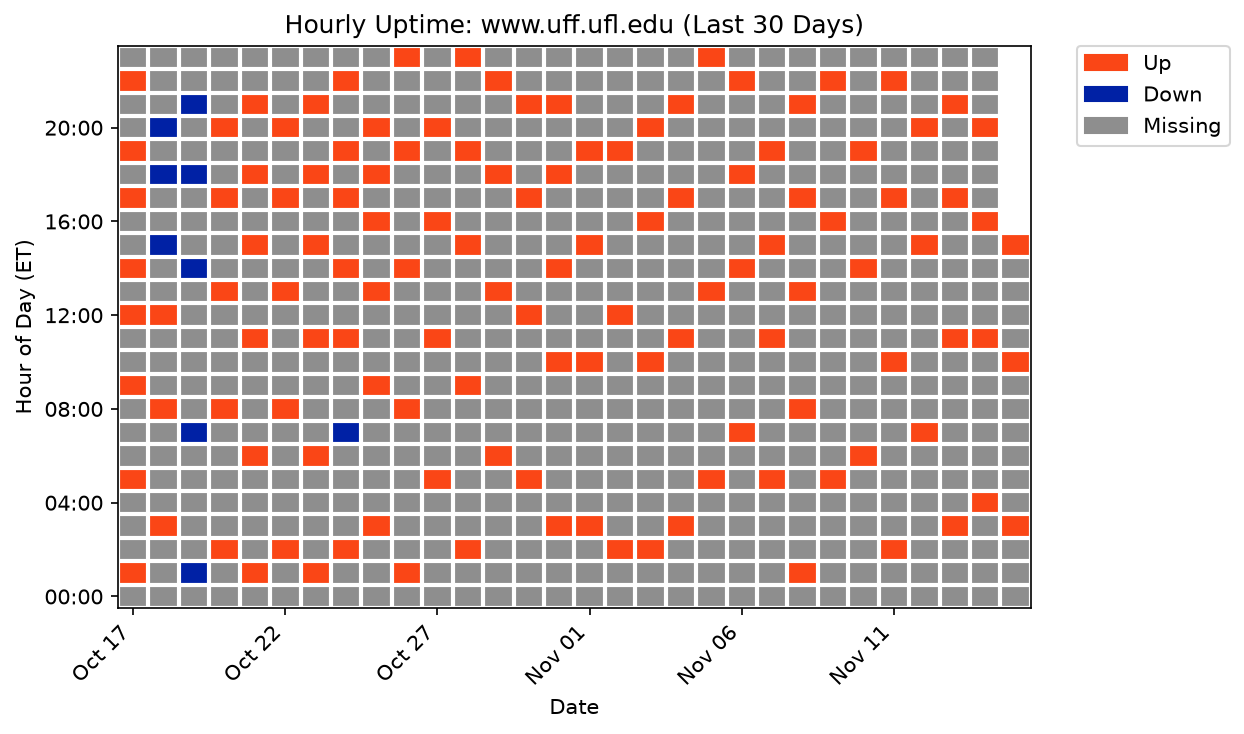 Hourly Uptime: www.uff.ufl.edu (Last 30 Days)
Up
Down
Missing
20:00
16:00
12:00
08:00
04:00
00:00
Hour of Day (ET)
Oct 17
Oct 22
Oct 27
Nov 01
Nov 06
Nov 11
Date